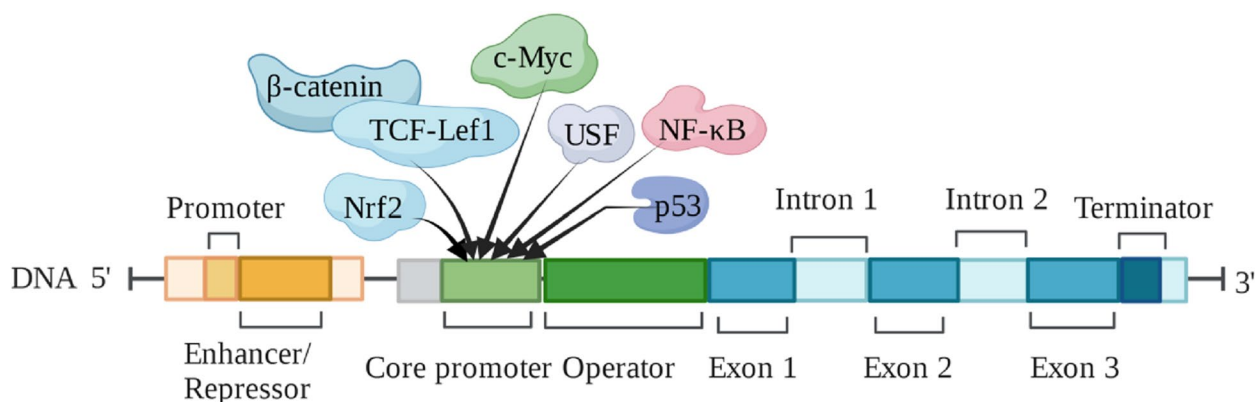 c-Myc
β-catenin
TCF-Lef1
USF
NF-κB
Nrf2
p53
Promoter
Intron 1
Intron 2
Terminator
DNA 5'
3'
Enhancer/
Repressor
Core promoter
Operator
Exon 1
Exon 2
Exon 3